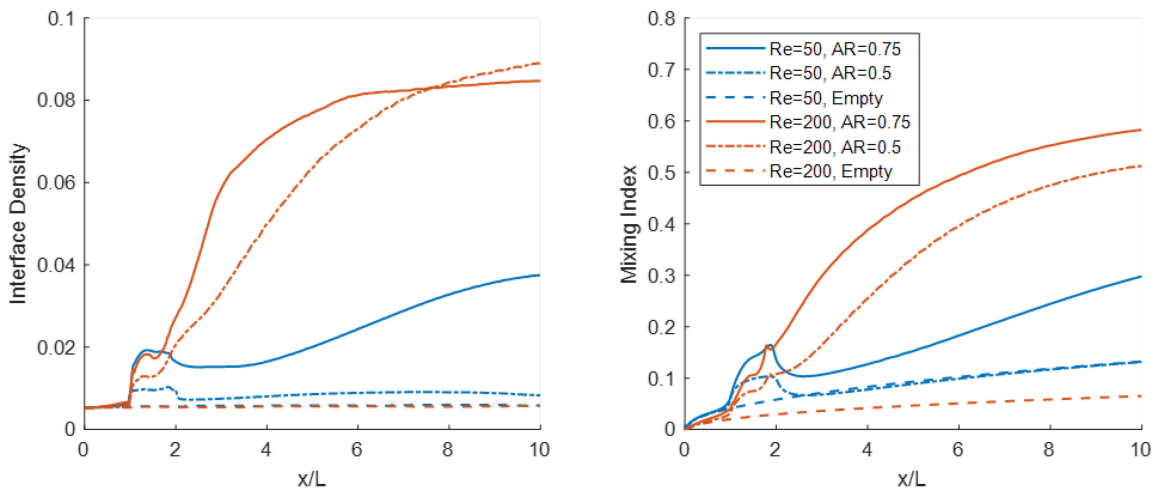 0.1
0.08
0.06
0.04
0.02
0
Interface Density
0 2 4 6 8 10
x/L
0.8
0.7
0.6
0.5
0.4
0.3
0.2
0.1
0
Mixing Index
Re=50, AR=0.75
Re=50, AR=0.5
Re=50, Empty
Re=200, AR=0.75
Re=200, AR=0.5
Re=200, Empty
0 2 4 6 8 10
x/L